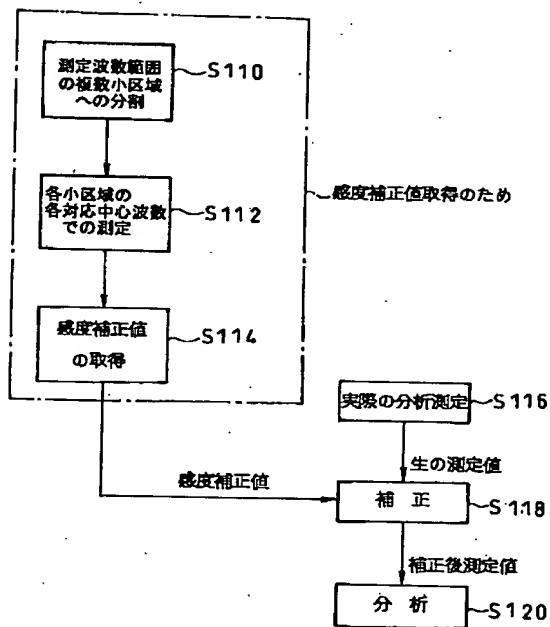 測定波数範囲
の複数小区域
への分割
S110
各小区域の
各対応中心波数
での測定
S112
感度補正値取得のため
感度補正値
の取得
S114
実際の分析測定
S116
生の測定値
感度補正値
補 正
S118
補正後測定値
分 析
S120